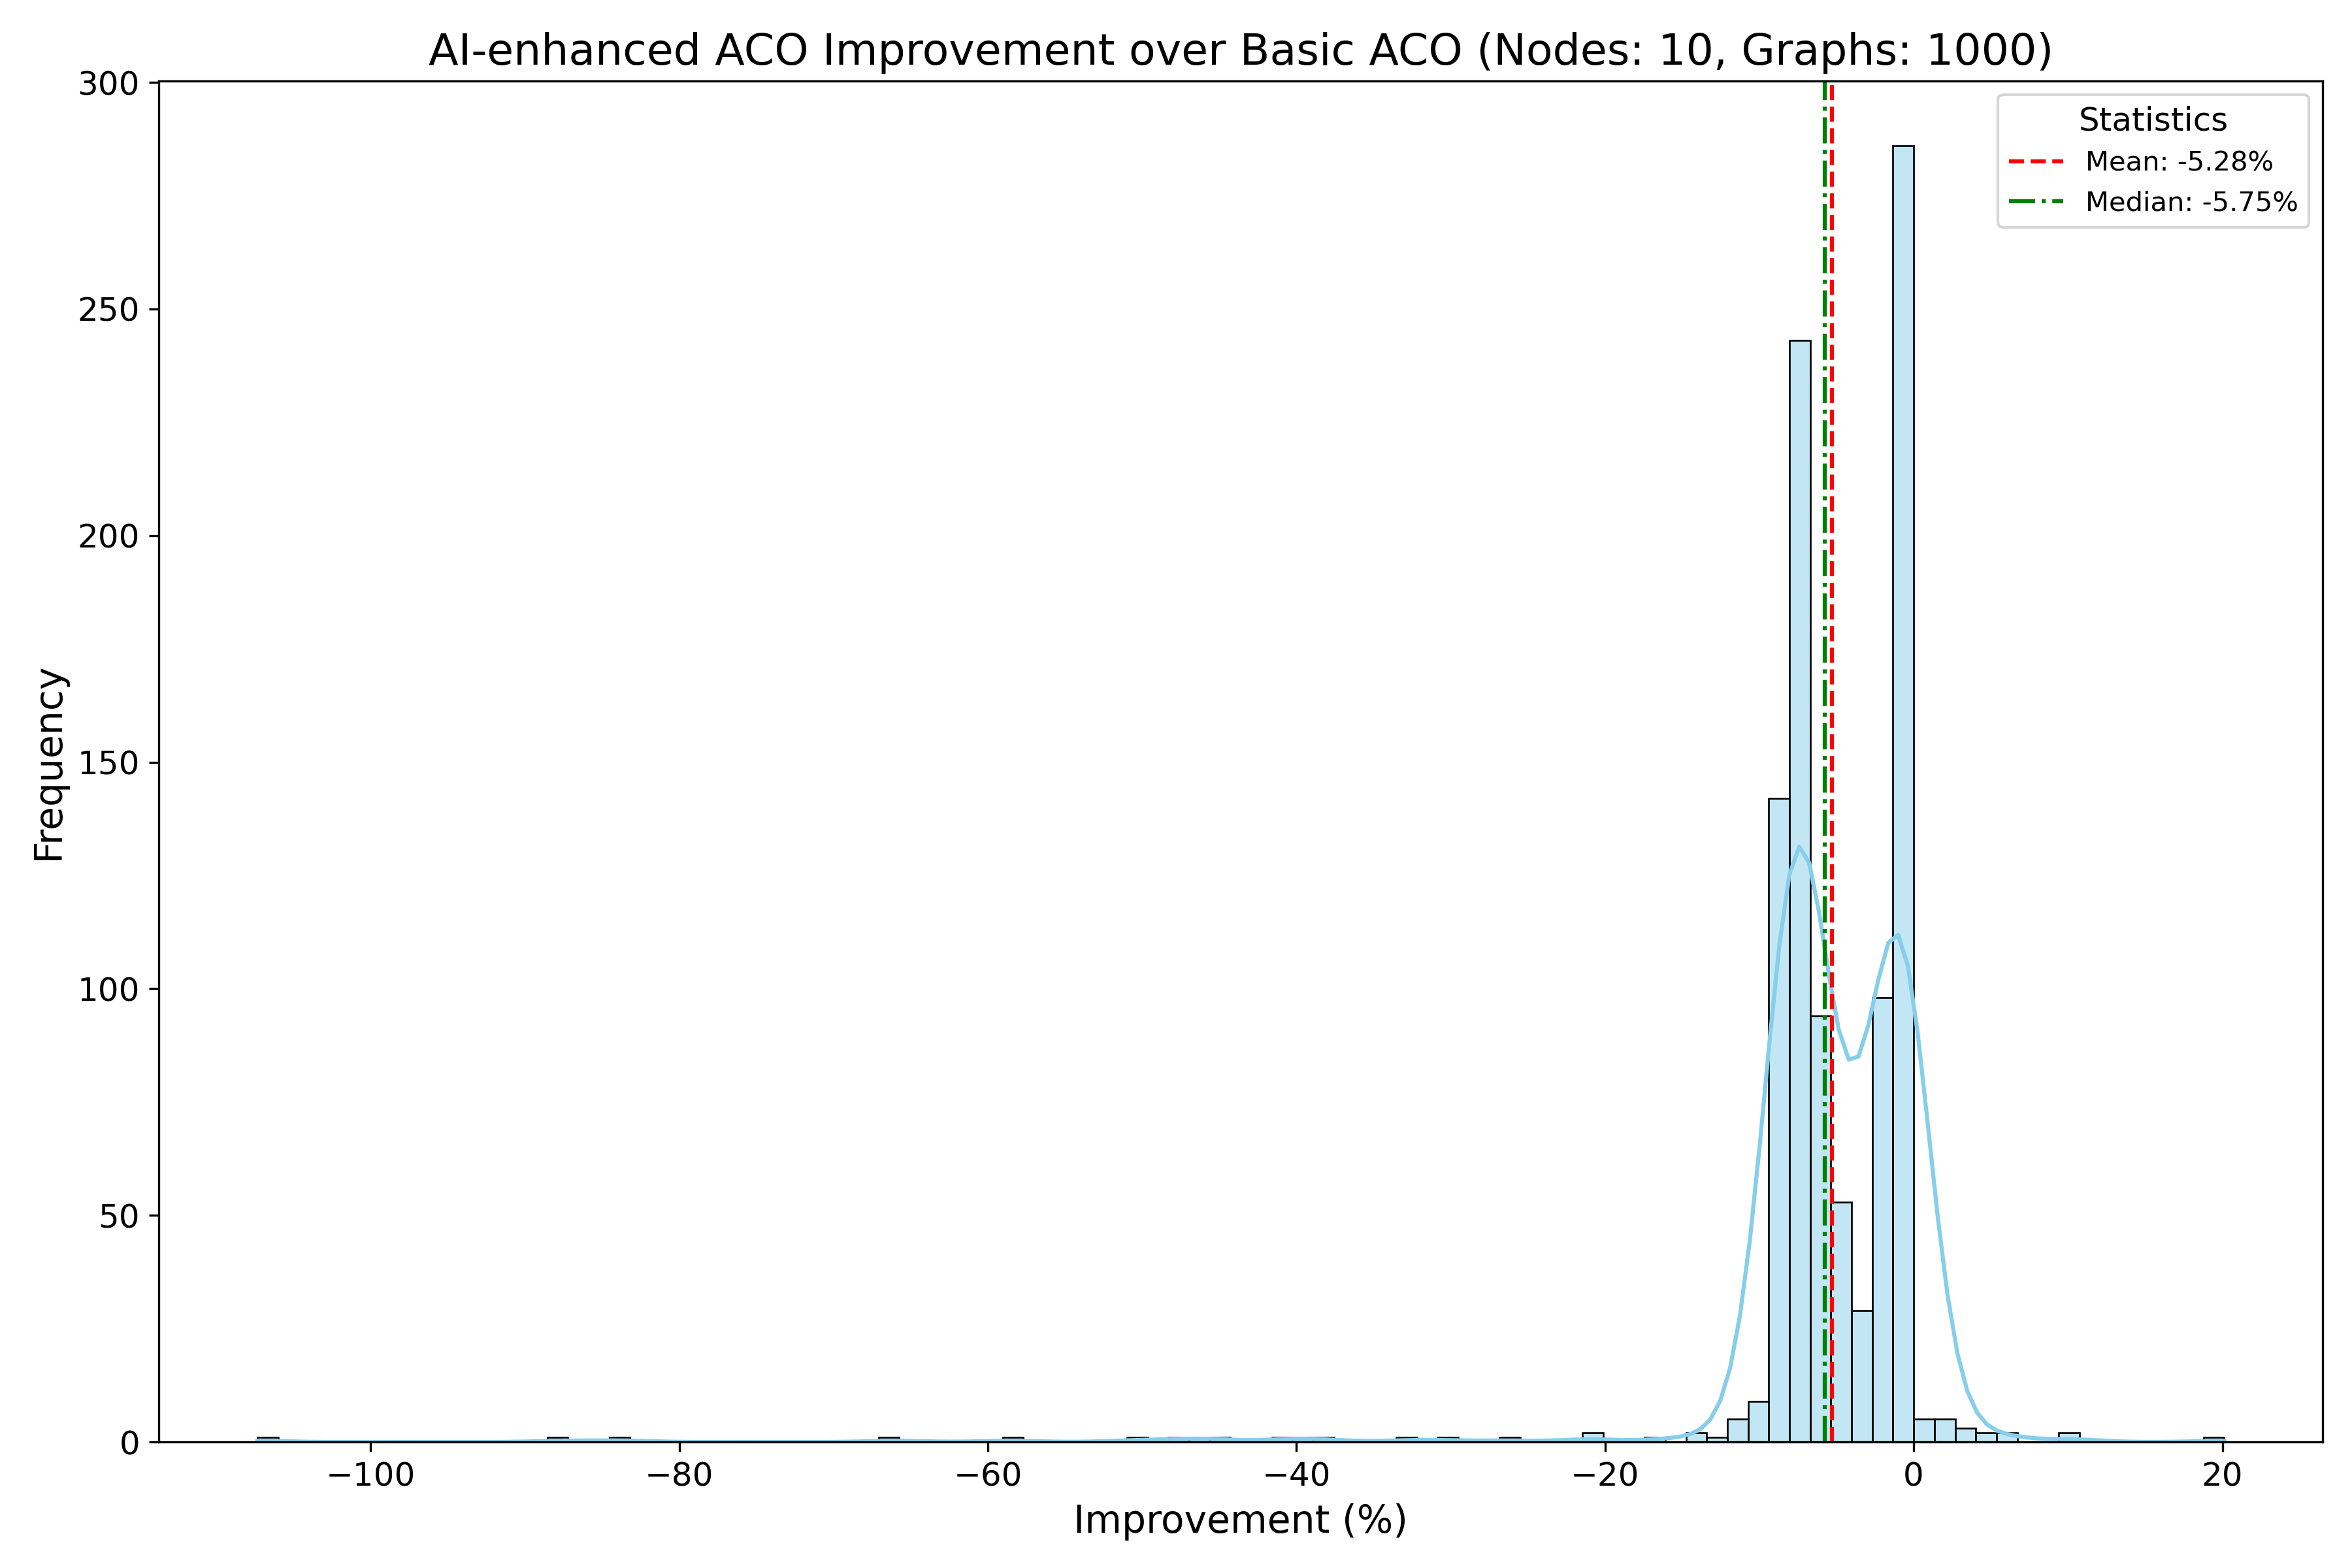 AI-enhanced ACO Improvement over Basic ACO (Nodes: 10, Graphs: 1000)
Statistics
Mean: -5.28%
Median: -5.75%
Frequency
300
250
200
150
100
50
0
−100 −80 −60 −40 −20 0 20
Improvement (%)